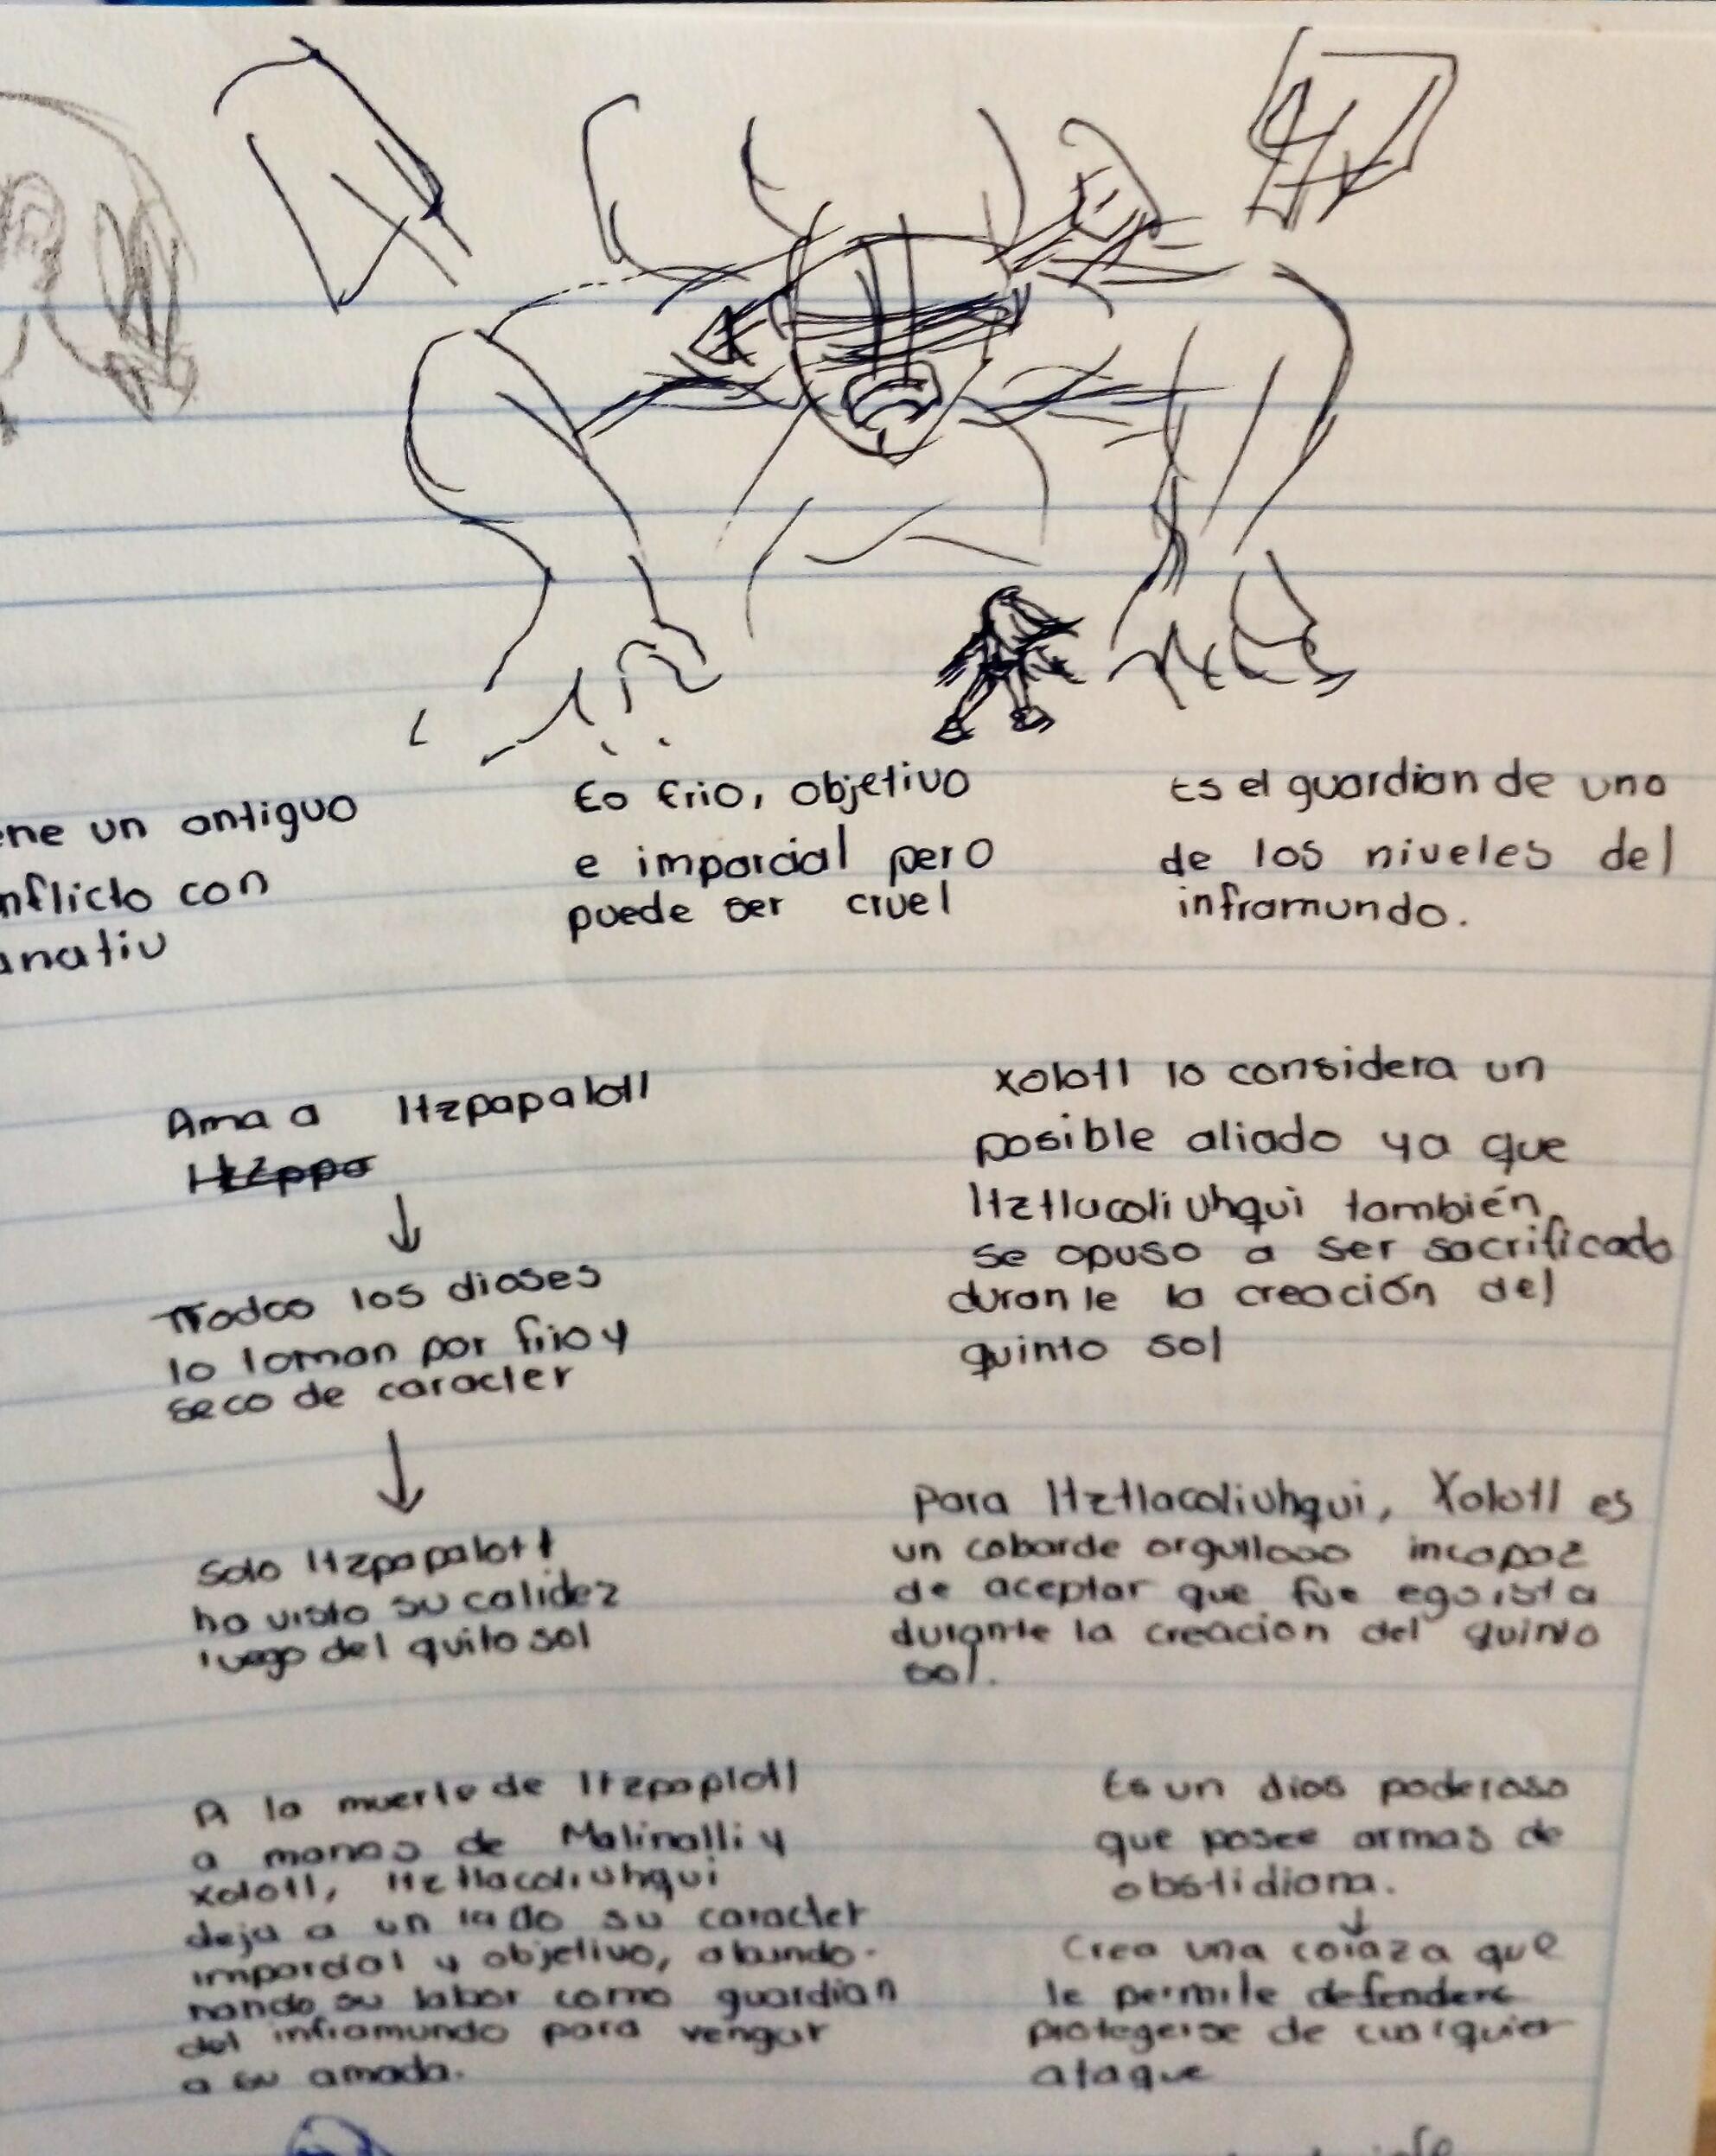 ene un antiguo
nflicto con
anatiu
Es frio, objetivo
e imparcial pero
puede ser cruel
Es el guardian de uno
de los niveles del
inframundo.
Ama a Itzpapalotl
Itzppa
Todos los dioses
lo toman por frio y
seco de caracter
Solo Itzpapalotl
ha visto su calidez
luego del quito sol
Xolotl lo considera un
posible aliado ya que
Itztlacoliuhqui también
se opuso a ser sacrificado
durante la creación del
quinto sol
Para Itztlacoliuhqui, Xolotl es
un cobarde orgulloso incapaz
de aceptar que fue egoista
durante la creacion del quinto
sol.
A la muerte de Itzpaplotl
a manos de Malinalli y
xolotl, Itztlacoliuhqui
deja a un lado su caracter
imparcial y objetivo, abando-
nando su labor como guardian
del inframundo para vengar
a su amada.
Es un dios poderoso
que posee armas de
obstidiana.
Crea una coraza que
le permite defenders
protegerse de cualquier
ataque